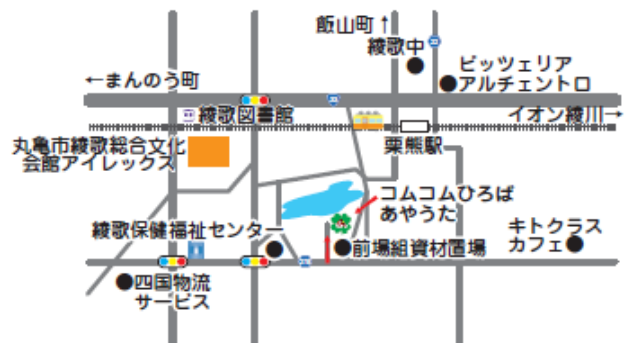 飯山町↑
綾歌中
ビッツェリア
アルチェントロ
←まんのう町
綾歌図書館
イオン綾川→
丸亀市綾歌総合文化
会館アイレックス
栗熊駅
コムコムひろば
あやうた
綾歌保健福祉センター
前場組資材置場
キトクラス
カフェ
四国物流
サービス